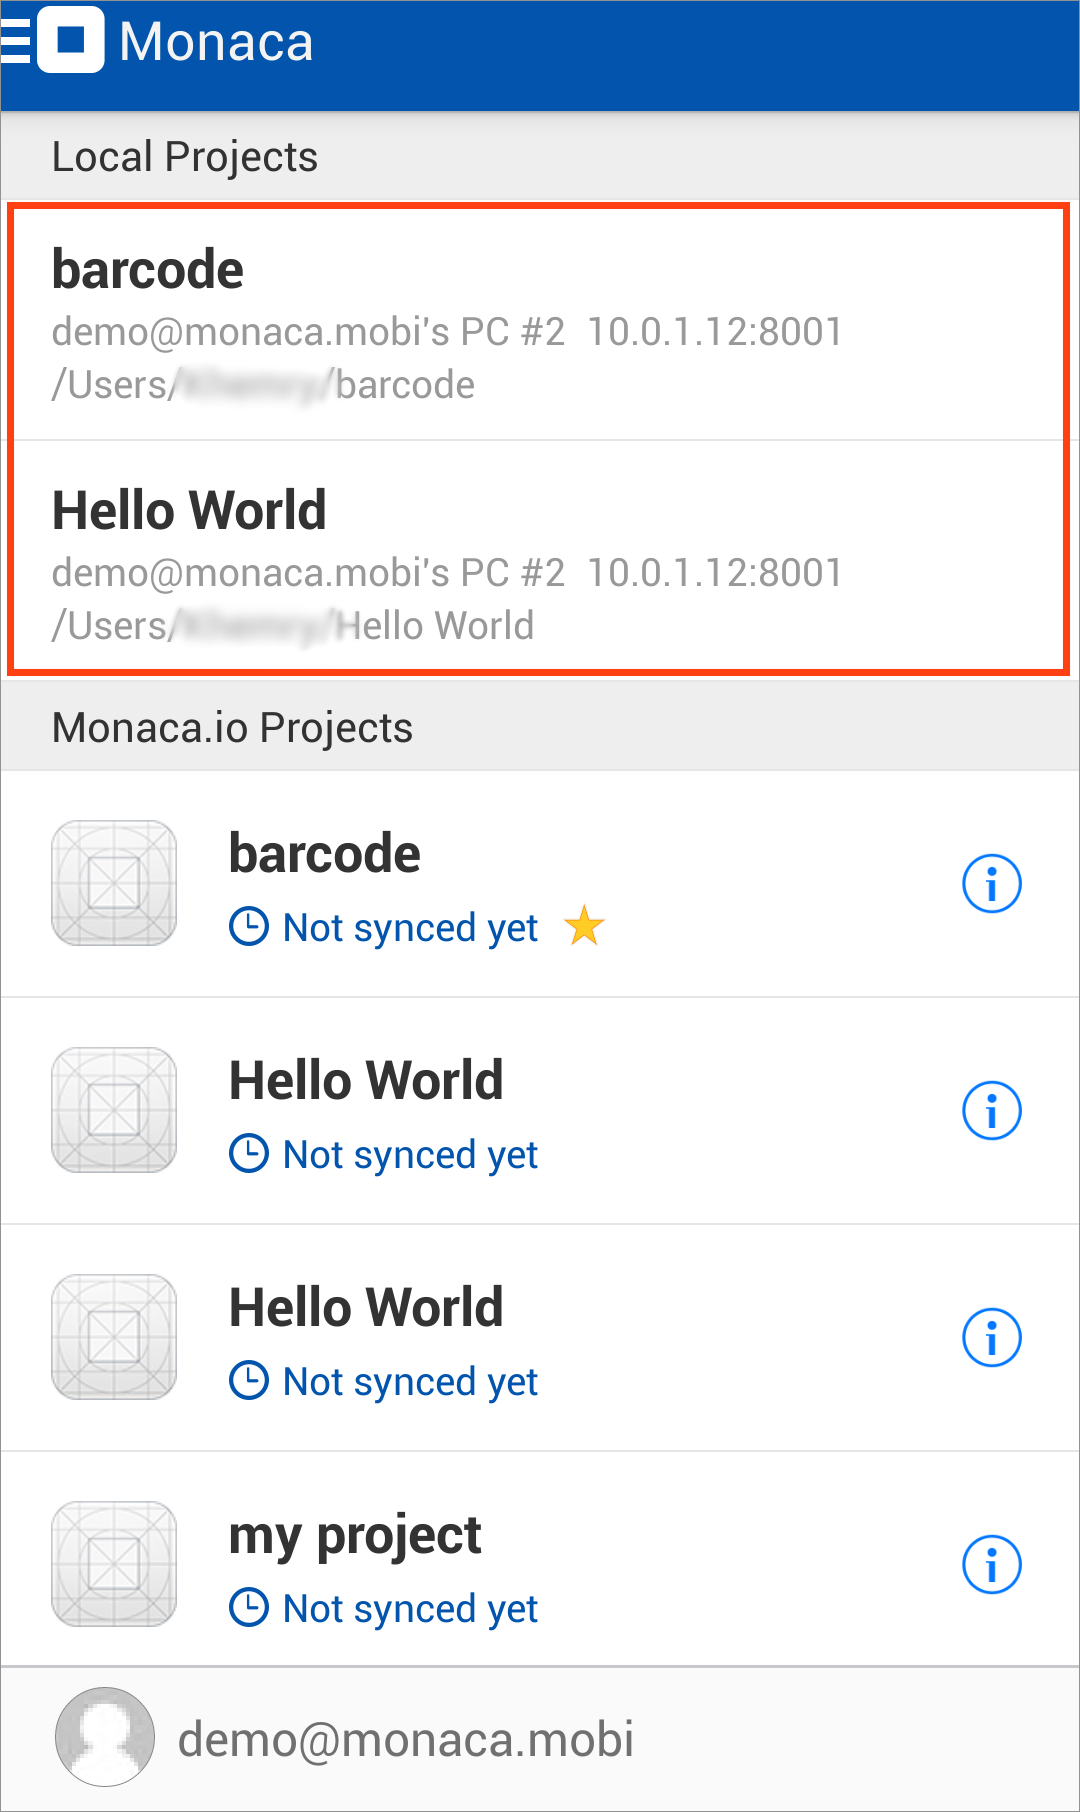 Monaca
Local Projects
barcode
demo@monaca.mobi's PC #2 10.0.1.12:8001
/Users/ /barcode
Hello World
demo@monaca.mobi's PC #2 10.0.1.12:8001
/Users/ /Hello World
Monaca.io Projects
barcode
Not synced yet
Hello World
Not synced yet
Hello World
Not synced yet
my project
Not synced yet
demo@monaca.mobi